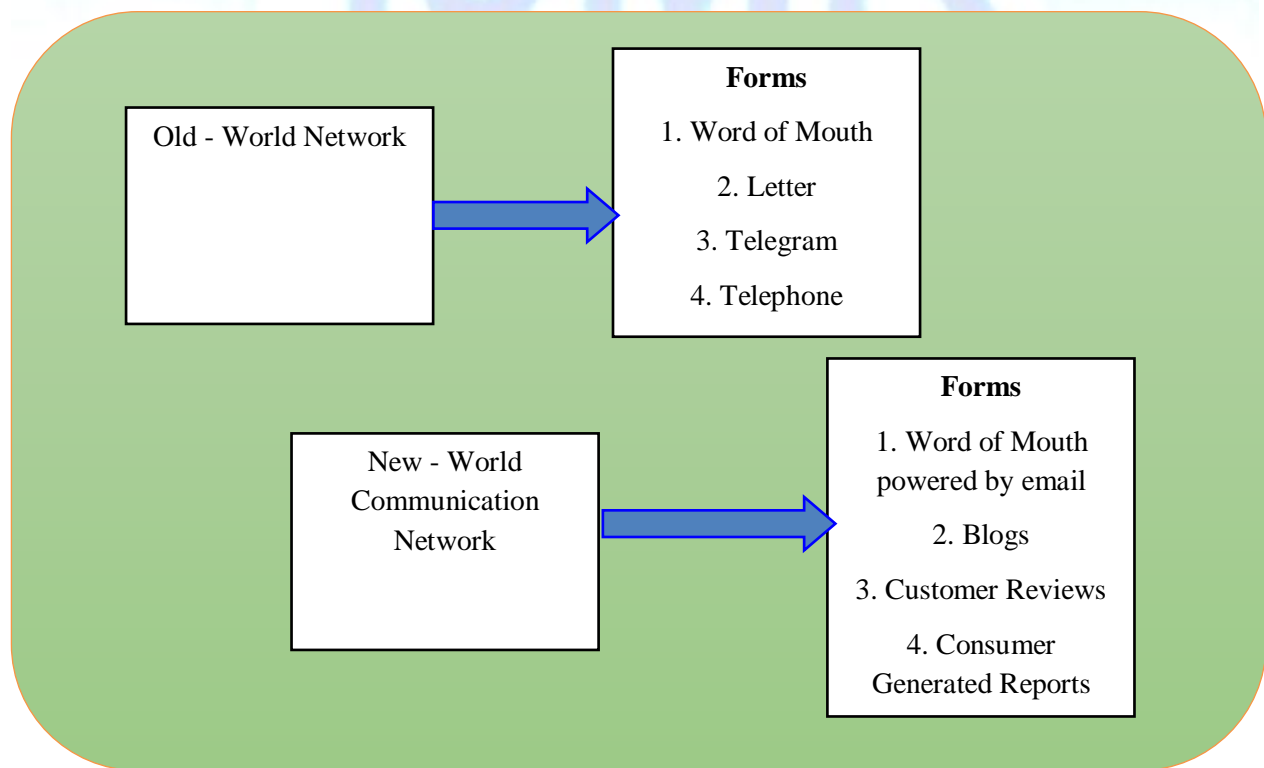 Old - World Network
Forms
1. Word of Mouth
2. Letter
3. Telegram
4. Telephone
New - World
Communication
Network
Forms
1. Word of Mouth
powered by email
2. Blogs
3. Customer Reviews
4. Consumer
Generated Reports